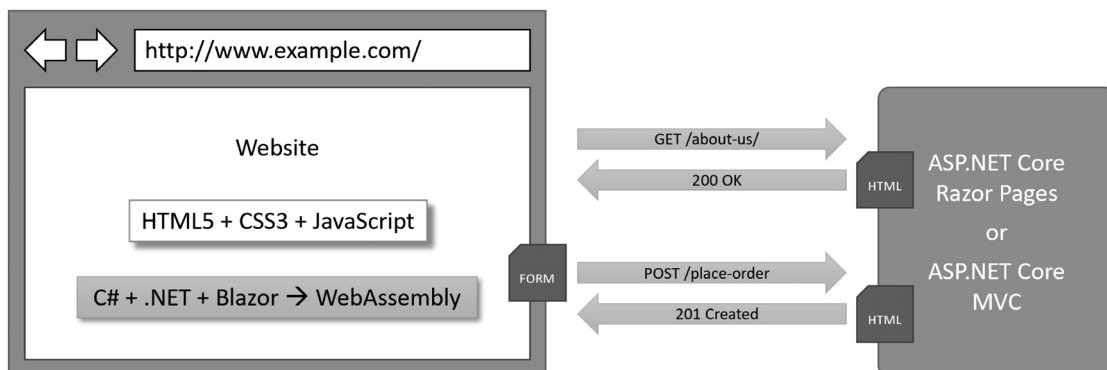 http://www.example.com/
Website
HTML5 + CSS3 + JavaScript
C# + .NET + Blazor → WebAssembly
FORM
GET /about-us/
200 OK
HTML
POST /place-order
201 Created
HTML
ASP.NET Core
Razor Pages
or
ASP.NET Core
MVC